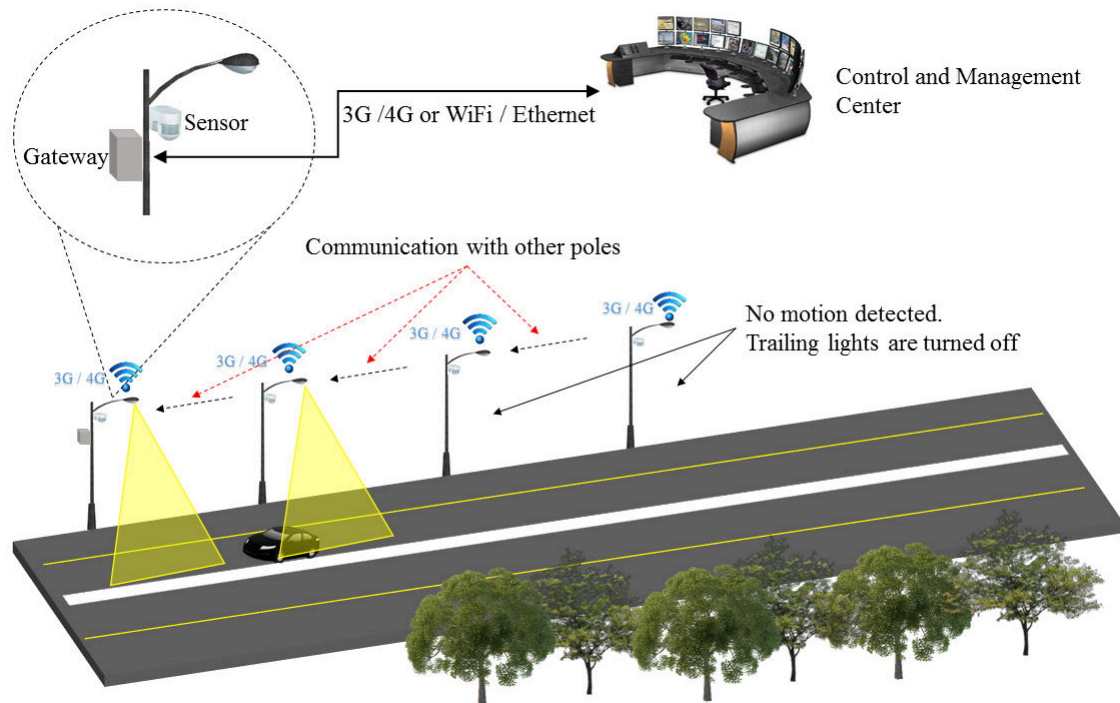 Sensor
Gateway
3G /4G or WiFi / Ethernet
Control and Management
Center
Communication with other poles
3G / 4G
3G / 4G
3G / 4G
3G / 4G
No motion detected.
Trailing lights are turned off